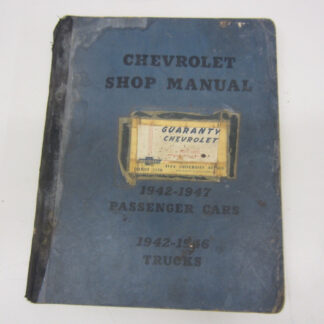 CHEVROLET
SHOP MANUAL
GUARANTY
CHEVROLET
1942-1947
PASSENGER CARS
1942-1946
TRUCKS